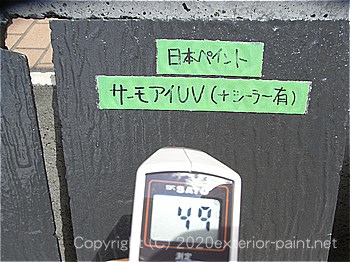 日本ペイント
サーモアイUV(+シーラー有)
SK SATO
49
測定
Copyright (C) 2020exterior-paint.net